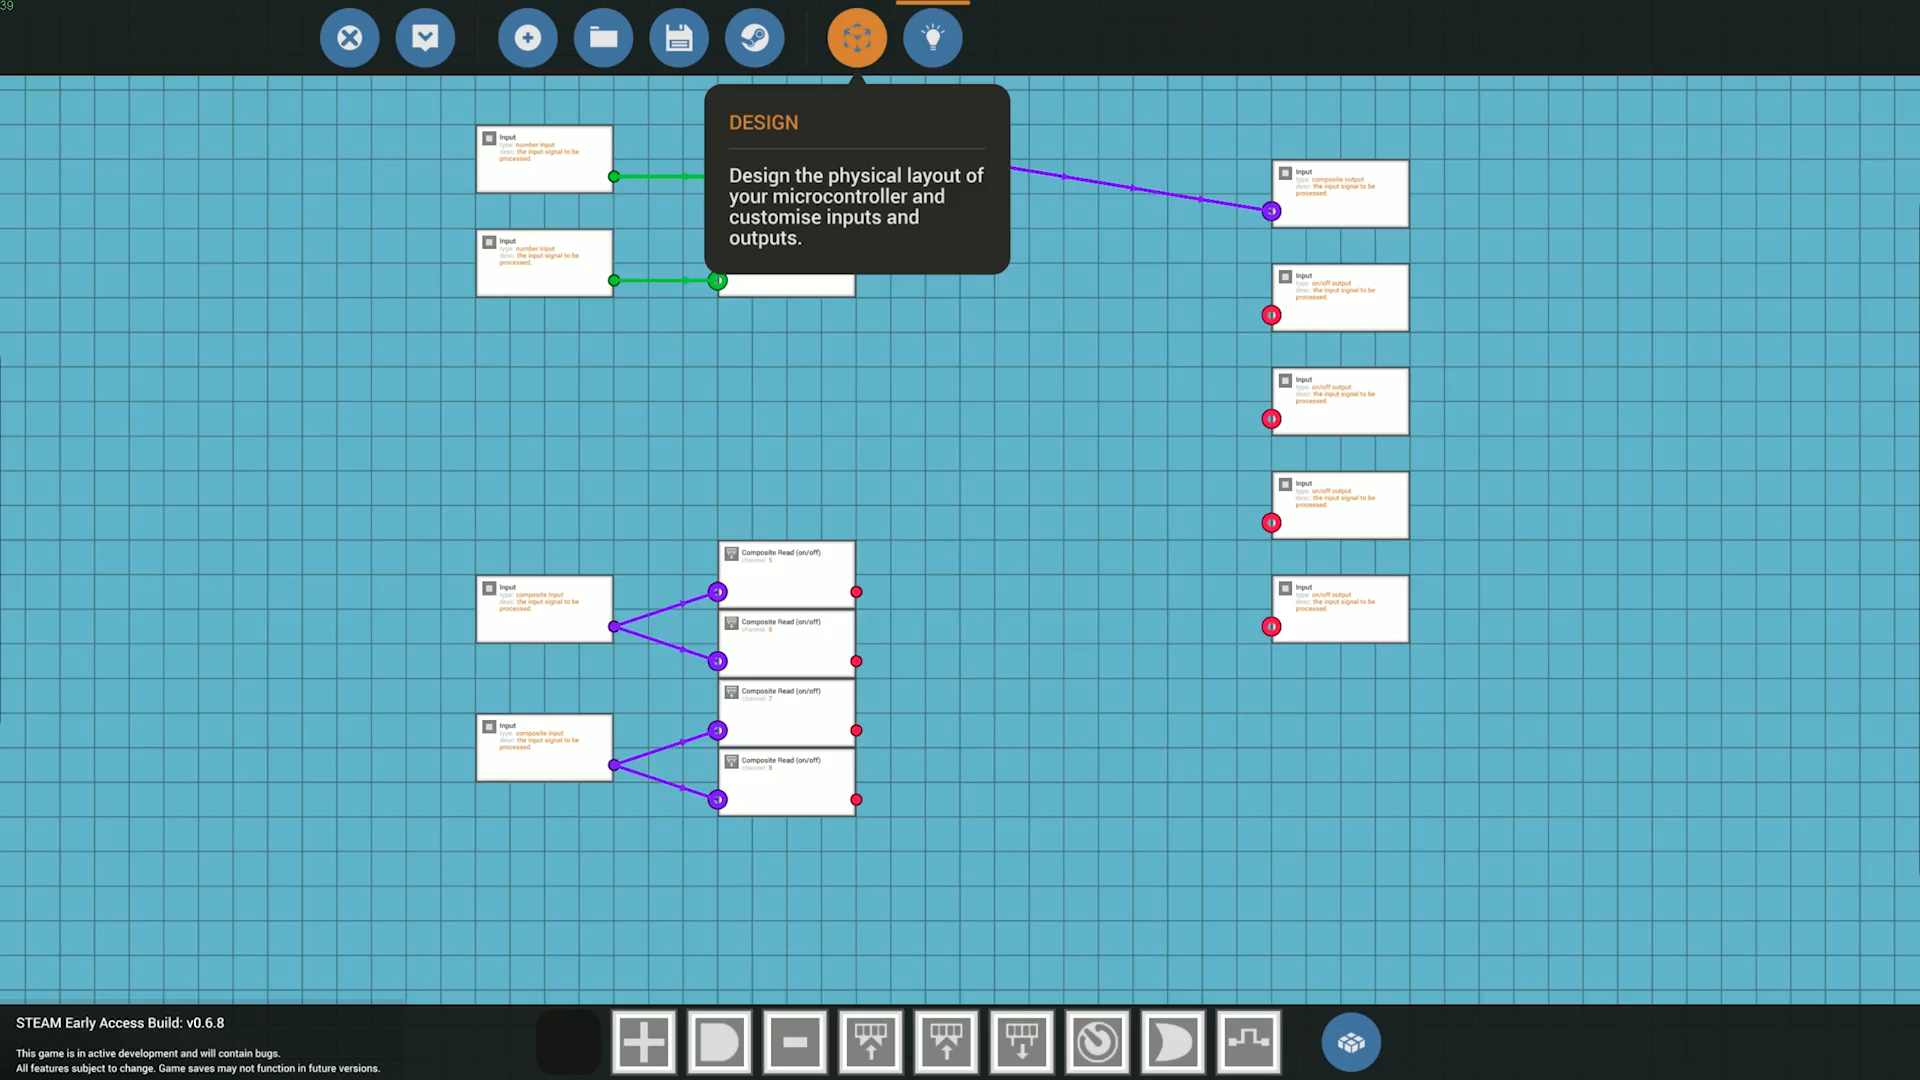 39
DESIGN
Design the physical layout of
your microcontroller and
customise inputs and
outputs.
Input
type: number input
desc: the input signal to be
processed.
Input
type: number input
desc: the input signal to be
processed.
Input
type: composite output
desc: the input signal to be
processed.
Input
type: on/off output
desc: the input signal to be
processed.
Input
type: on/off output
desc: the input signal to be
processed.
Input
type: on/off output
desc: the input signal to be
processed.
Input
type: on/off output
desc: the input signal to be
processed.
Composite Read (on/off)
channel: 5
Composite Read (on/off)
channel: 6
Composite Read (on/off)
channel: 7
Composite Read (on/off)
channel: 8
Input
type: composite input
desc: the input signal to be
processed.
Input
type: composite input
desc: the input signal to be
processed.
STEAM Early Access Build: v0.6.8
This game is in active development and will contain bugs.
All features subject to change. Game saves may not function in future versions.